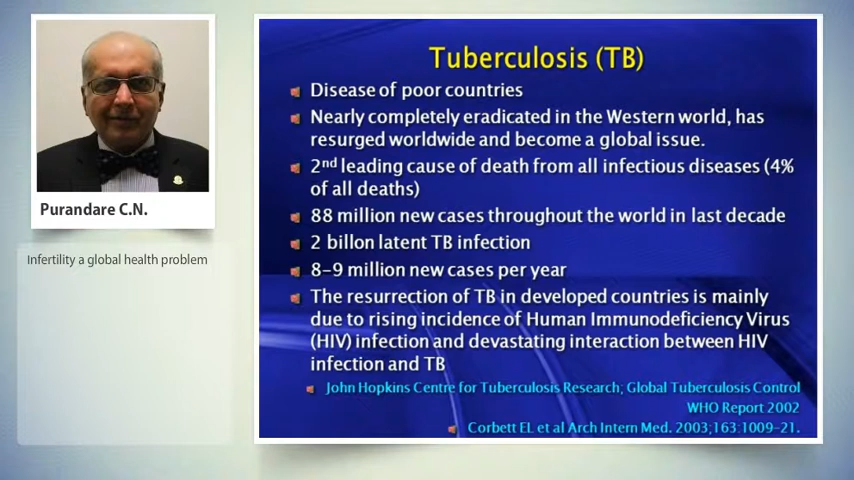 Tuberculosis (TB)
Disease of poor countries
Nearly completely eradicated in the Western world, has
resurged worldwide and become a global issue.
2nd leading cause of death from all infectious diseases (4%
of all deaths)
88 million new cases throughout the world in last decade
2 billon latent TB infection
8-9 million new cases per year
The resurrection of TB in developed countries is mainly
due to rising incidence of Human Immunodeficiency Virus
(HIV) infection and devastating interaction between HIV
infection and TB
John Hopkins Centre for Tuberculosis Research; Global Tuberculosis Control
WHO Report 2002
Corbett EL et al Arch Intern Med. 2003;163:1009-21.
Purandare C.N.
Infertility a global health problem